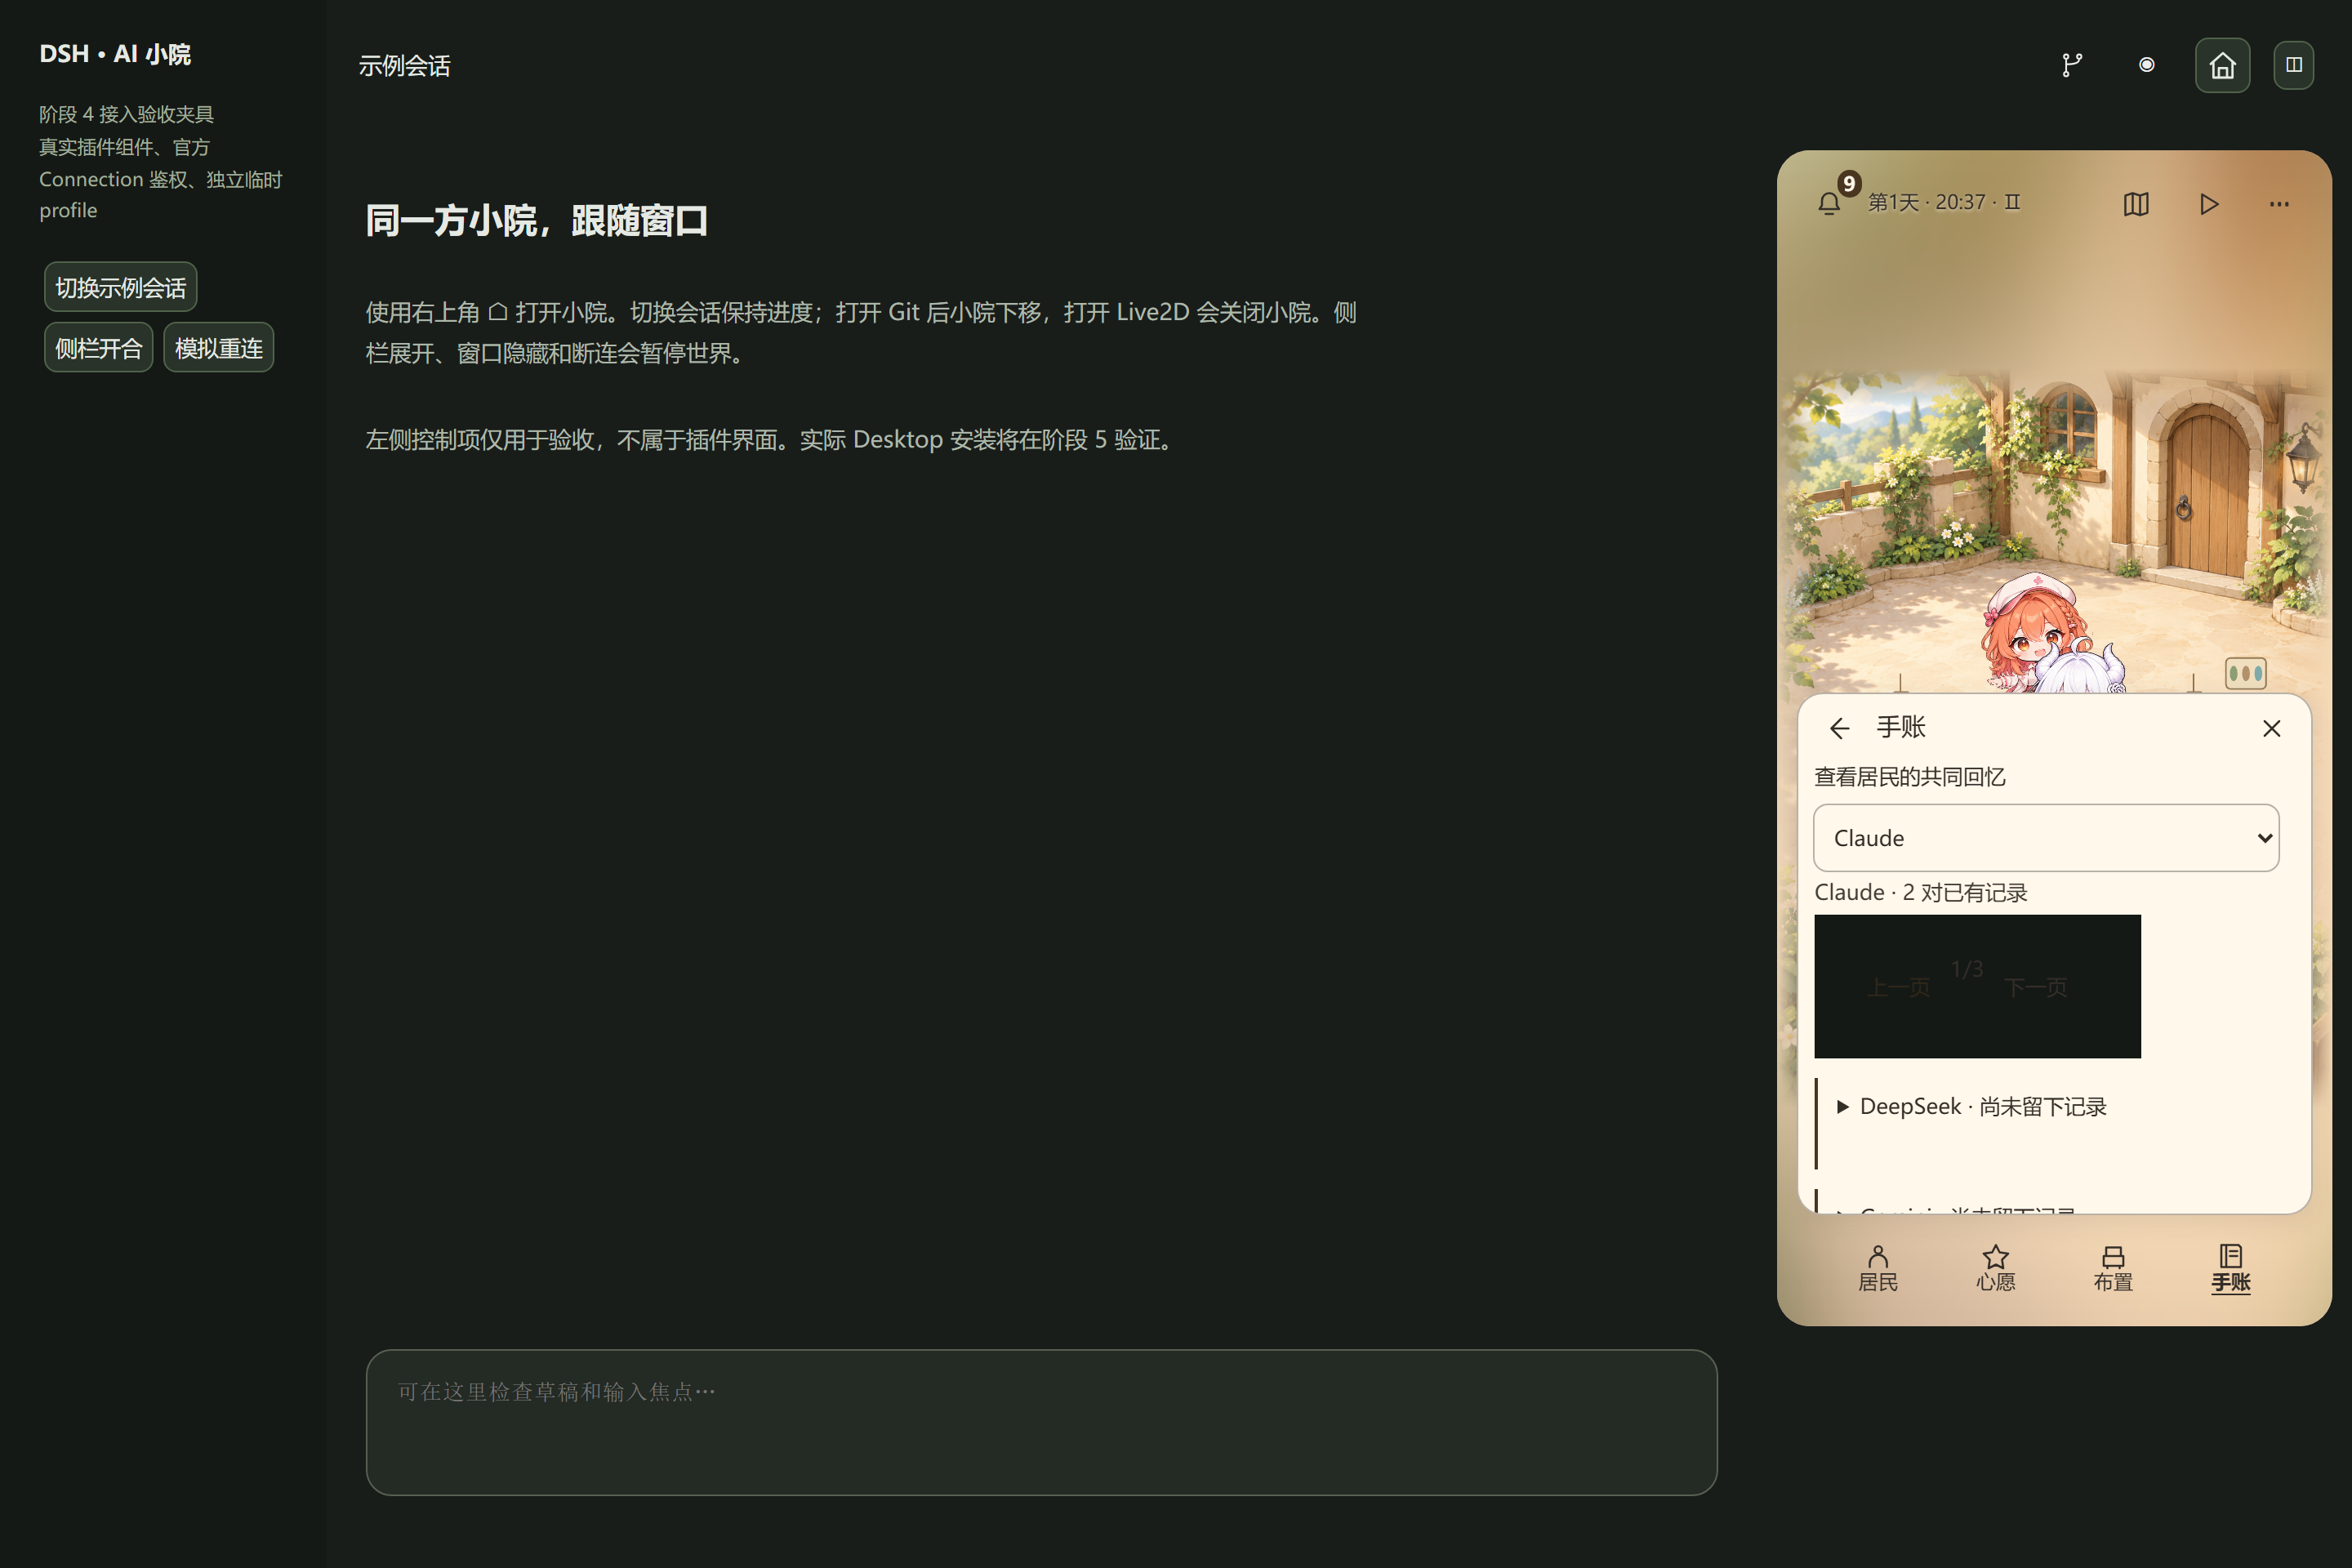 DSH • AI 小院
阶段 4 接入验收夹具
真实插件组件、官方
Connection 鉴权、独立临时
profile
切换示例会话
侧栏开合
模拟重连
示例会话
同一方小院，跟随窗口
使用右上角 ⌂ 打开小院。切换会话保持进度；打开 Git 后小院下移，打开 Live2D 会关闭小院。侧
栏展开、窗口隐藏和断连会暂停世界。
左侧控制项仅用于验收，不属于插件界面。实际 Desktop 安装将在阶段 5 验证。
可在这里检查草稿和输入焦点…
9
第1天 · 20:37 · Ⅱ
手账
查看居民的共同回忆
Claude
Claude · 2 对已有记录
上一页
1/3
下一页
DeepSeek · 尚未留下记录
Gemini · 尚未留下记录
居民
心愿
布置
手账